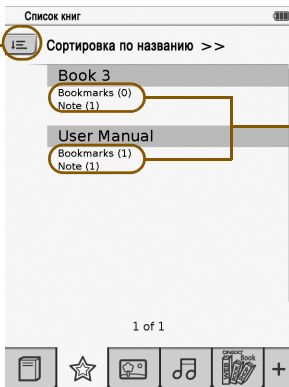 Список книг
Сортировка по названию >>
Book 3
Bookmarks (0)
Note (1)
User Manual
Bookmarks (1)
Note (1)
1 of 1
ONEXT
Book
+